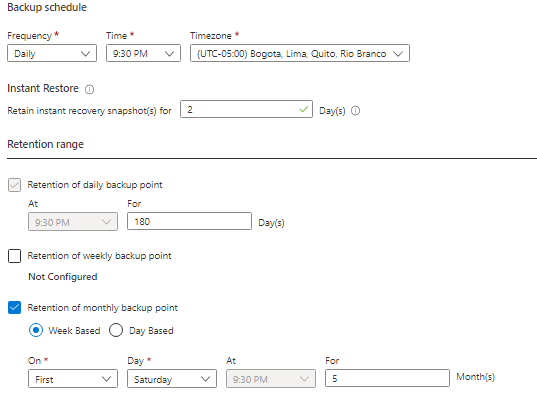 Backup schedule
Frequency * Time * Timezone *
Daily 9:30 PM (UTC-05:00) Bogota, Lima, Quito, Rio Branco
Instant Restore
Retain instant recovery snapshot(s) for 2 Day(s)
Retention range
Retention of daily backup point
At For
9:30 PM 180 Day(s)
Retention of weekly backup point
Not Configured
Retention of monthly backup point
Week Based Day Based
On * Day * At For
First Saturday 9:30 PM 5 Month(s)